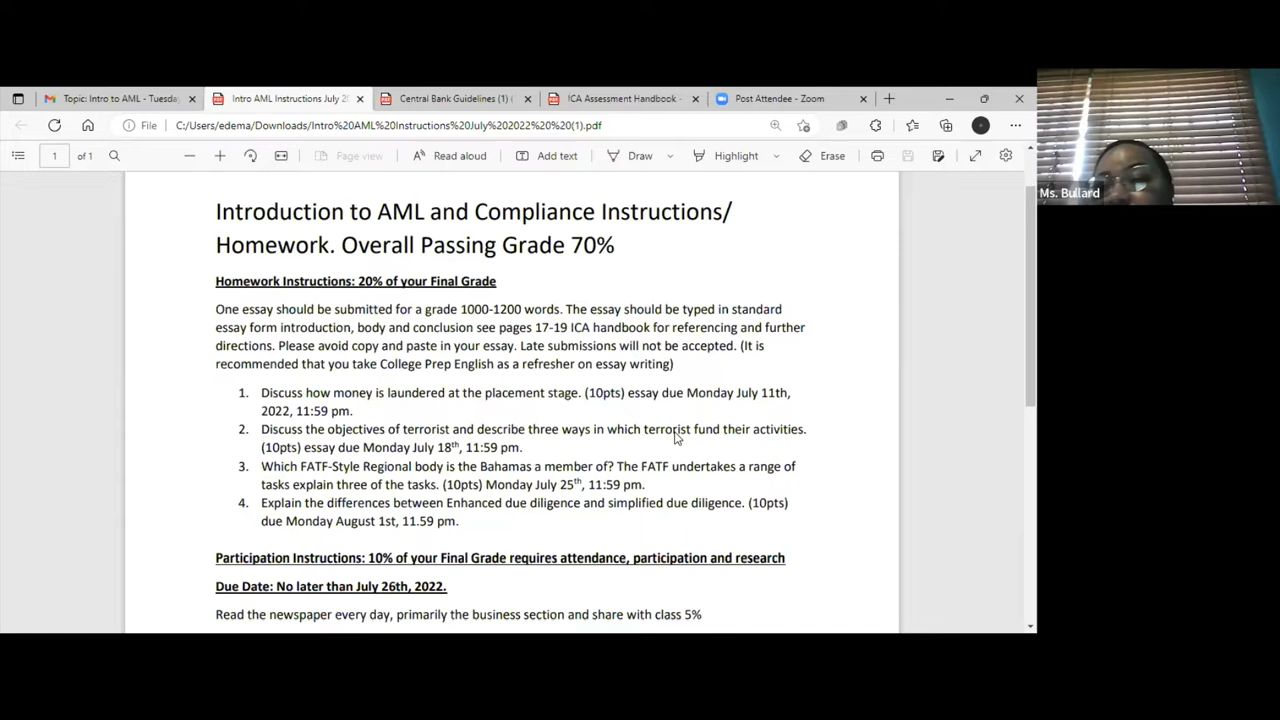 Topic: Intro to AML - Tuesda
Intro AML Instructions July 2
Central Bank Guidelines (1) (
ICA Assessment Handbook -
Post Attendee - Zoom
File
C:/Users/edema/Downloads/Intro%20AML%20Instructions%20July%202022%20%20(1).pdf
1 of 1
Page view
Read aloud
Add text
Draw
Highlight
Erase
Ms. Bullard
Introduction to AML and Compliance Instructions/
Homework. Overall Passing Grade 70%
Homework Instructions: 20% of your Final Grade
One essay should be submitted for a grade 1000-1200 words. The essay should be typed in standard
essay form introduction, body and conclusion see pages 17-19 ICA handbook for referencing and further
directions. Please avoid copy and paste in your essay. Late submissions will not be accepted. (It is
recommended that you take College Prep English as a refresher on essay writing)
1. Discuss how money is laundered at the placement stage. (10pts) essay due Monday July 11th,
2022, 11:59 pm.
2. Discuss the objectives of terrorist and describe three ways in which terrorist fund their activities.
(10pts) essay due Monday July 18th, 11:59 pm.
3. Which FATF-Style Regional body is the Bahamas a member of? The FATF undertakes a range of
tasks explain three of the tasks. (10pts) Monday July 25th, 11:59 pm.
4. Explain the differences between Enhanced due diligence and simplified due diligence. (10pts)
due Monday August 1st, 11.59 pm.
Participation Instructions: 10% of your Final Grade requires attendance, participation and research
Due Date: No later than July 26th, 2022.
Read the newspaper every day, primarily the business section and share with class 5%